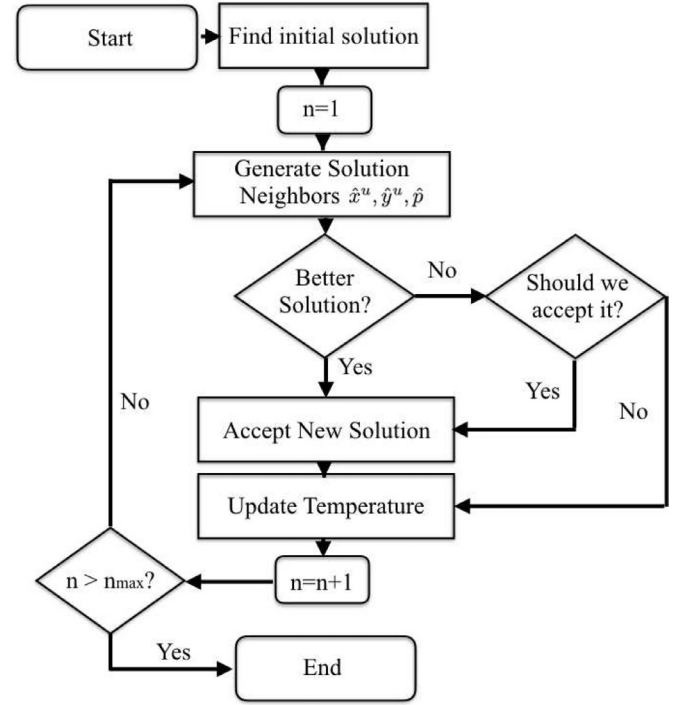 Start
Find initial solution
n=1
Generate Solution
Neighbors x̂ᵘ, ŷᵘ, p̂
Better
Solution?
No
Should we
accept it?
Yes
Yes
No
No
Accept New Solution
Update Temperature
n > nmax?
n=n+1
Yes
End